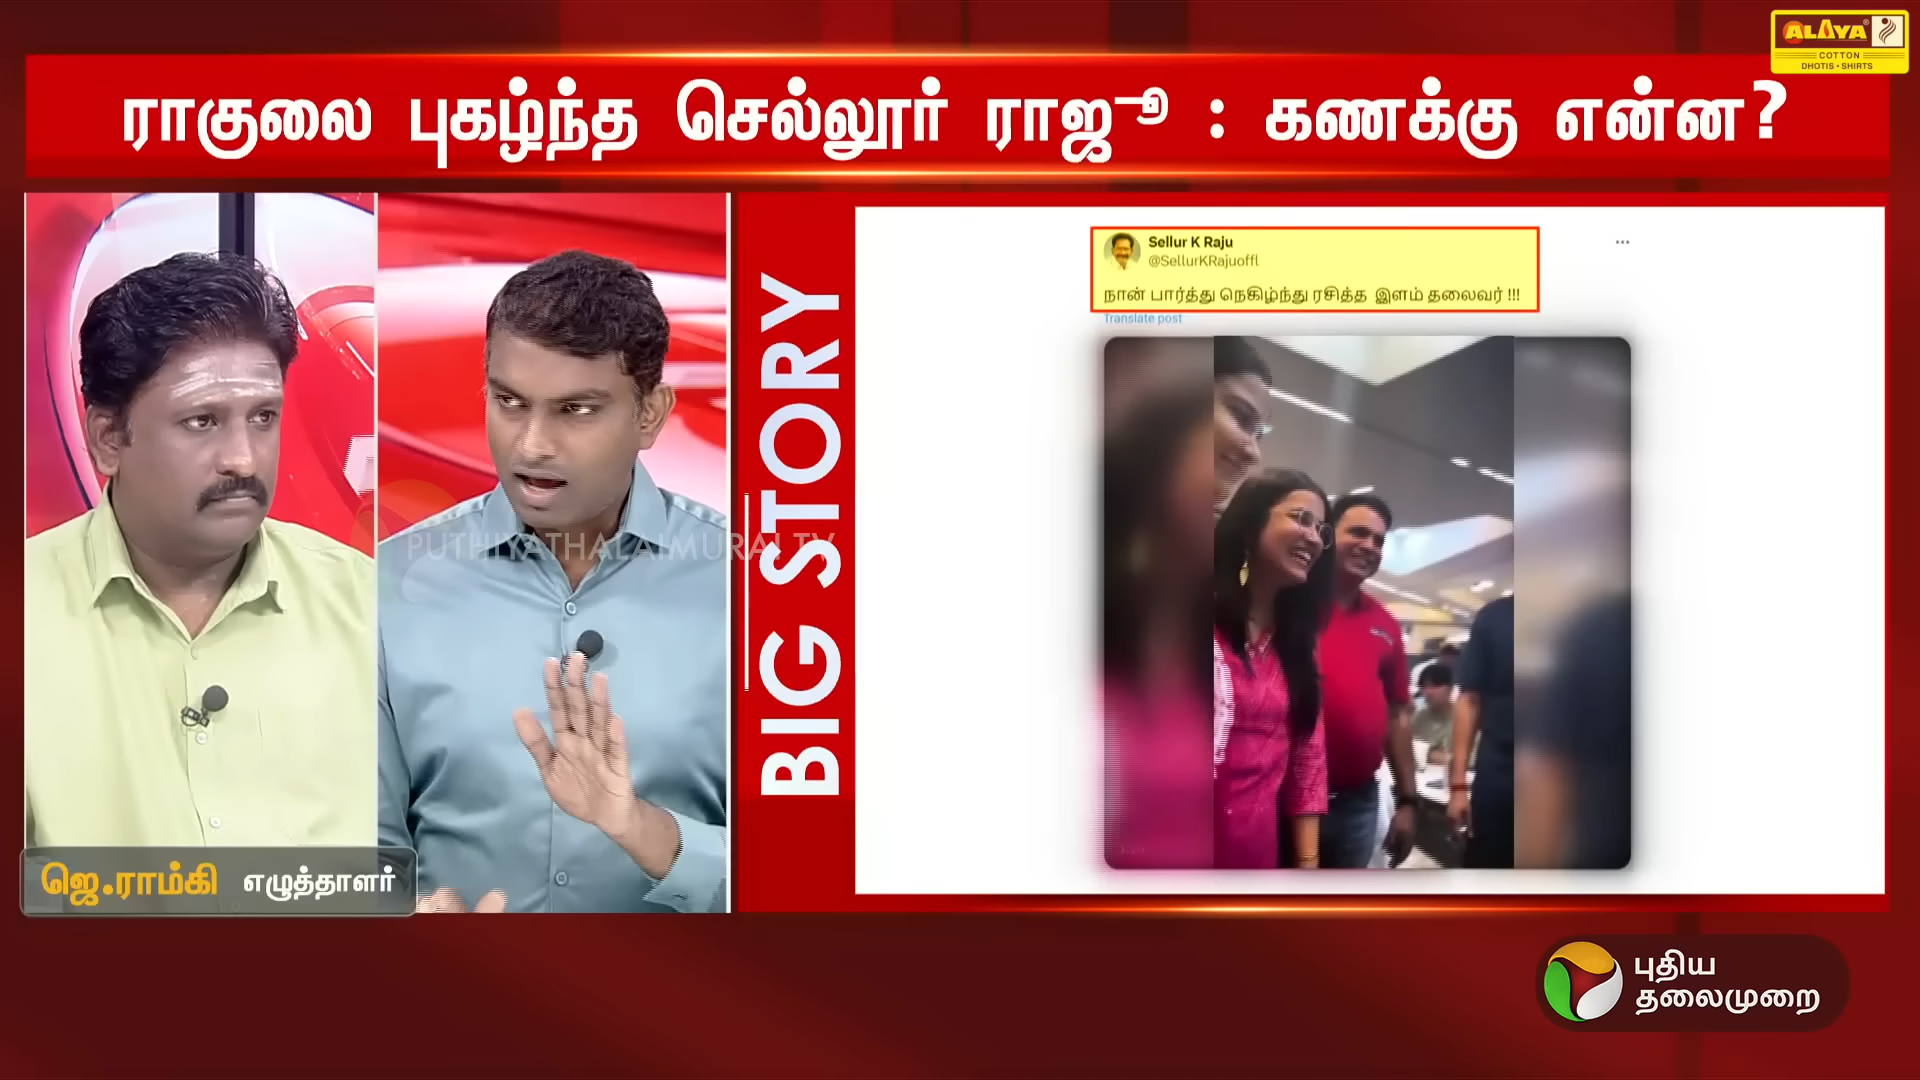 ALAYA
COTTON
DHOTIS • SHIRTS
ராகுலை புகழ்ந்த செல்லூர் ராஜூ : கணக்கு என்ன?
BIG STORY
Sellur K Raju
@SellurKRajuoffl
நான் பார்த்து நெகிழ்ந்து ரசித்த இளம் தலைவர் !!!
Translate post
PUTHIYATHALAIMURAI TV
ஜெ.ராம்கி எழுத்தாளர்
புதிய
தலைமுறை